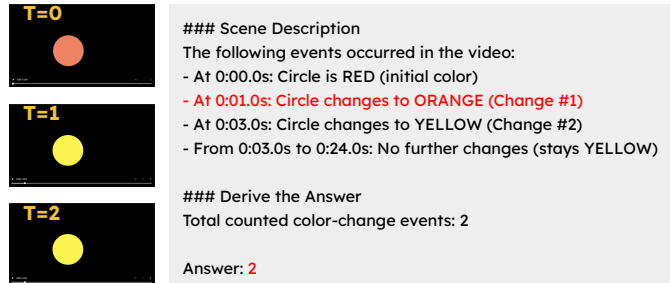 T=0
T=1
T=2
### Scene Description
The following events occurred in the video:
- At 0:00.0s: Circle is RED (initial color)
- At 0:01.0s: Circle changes to ORANGE (Change #1)
- At 0:03.0s: Circle changes to YELLOW (Change #2)
- From 0:03.0s to 0:24.0s: No further changes (stays YELLOW)
### Derive the Answer
Total counted color-change events: 2
Answer: 2